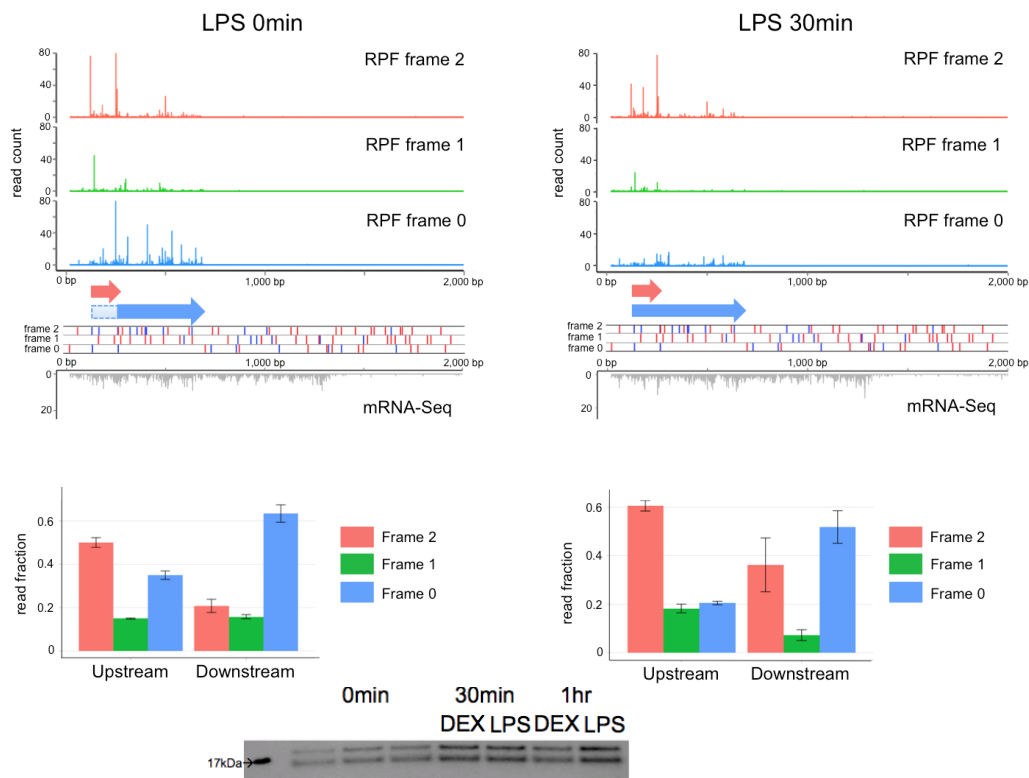 LPS 0min
80
40
0
RPF frame 2
80
40
0
RPF frame 1
80
40
0
RPF frame 0
read count
0 bp
1,000 bp
2,000 bp
frame 2
frame 1
frame 0
0 bp
1,000 bp
2,000 bp
0
20
mRNA-Seq
LPS 30min
80
40
0
RPF frame 2
80
40
0
RPF frame 1
80
40
0
RPF frame 0
read count
0 bp
1,000 bp
2,000 bp
frame 2
frame 1
frame 0
0 bp
1,000 bp
2,000 bp
0
20
mRNA-Seq
0.6
0.4
0.2
0
read fraction
Upstream
Downstream
Frame 2
Frame 1
Frame 0
0.6
0.4
0.2
0
read fraction
Upstream
Downstream
Frame 2
Frame 1
Frame 0
0min 30min 1hr
DEX LPS DEX LPS
17kDa→